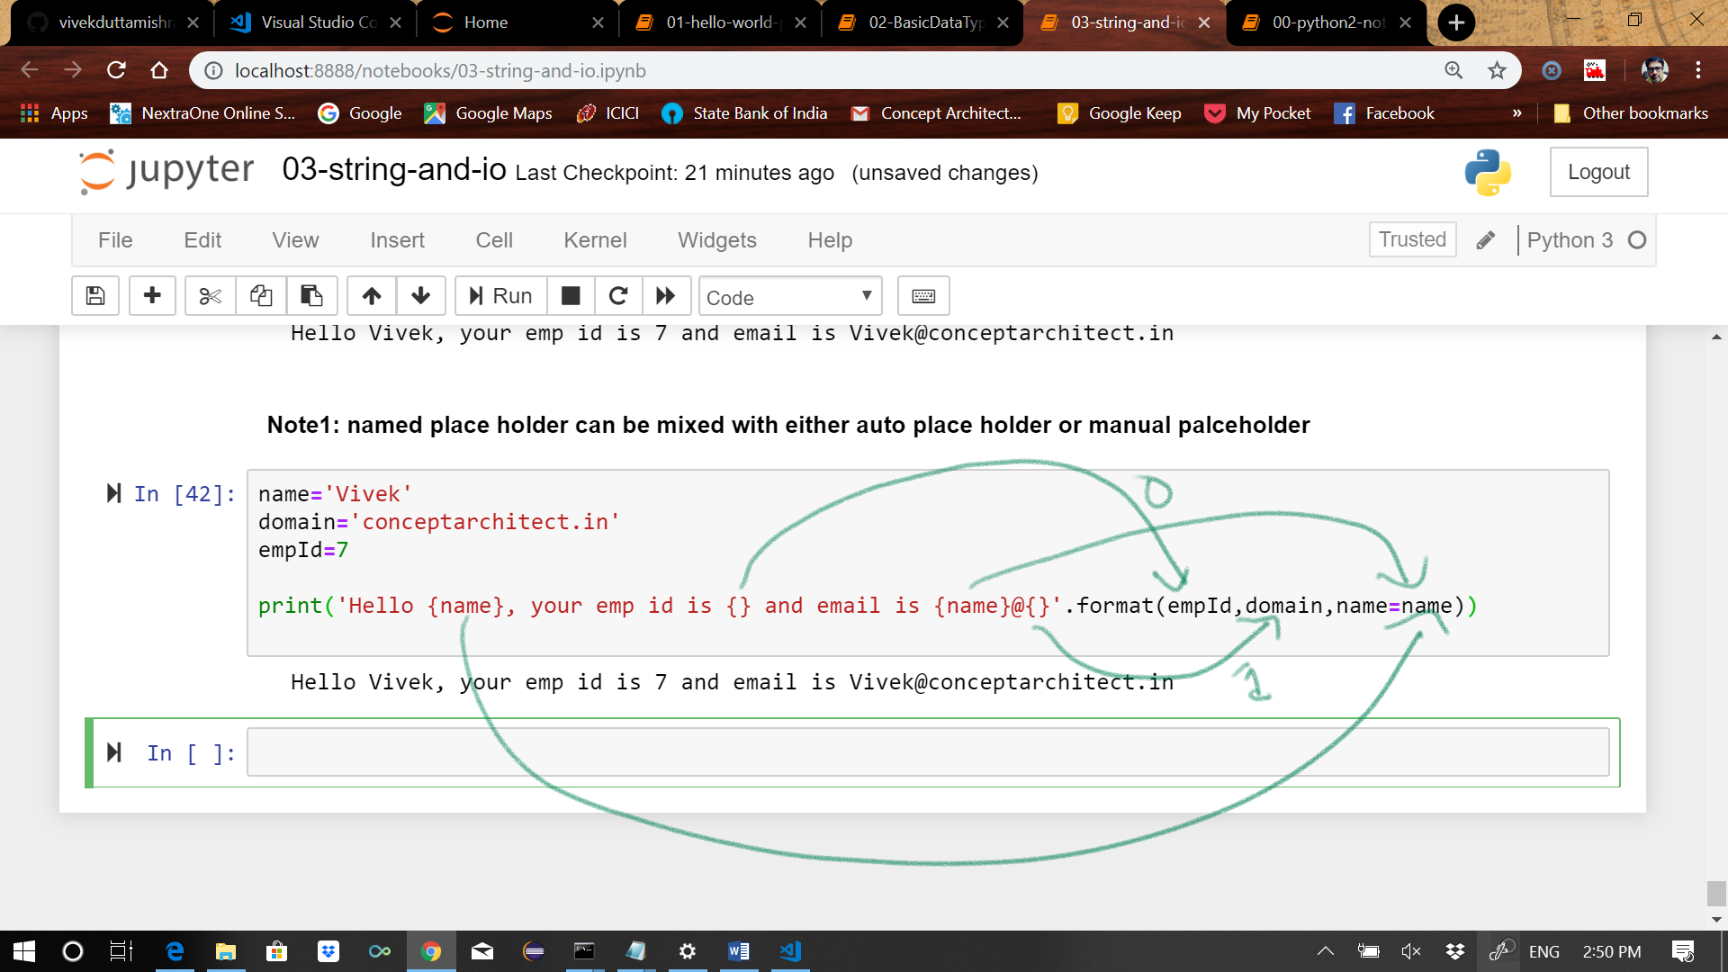 vivekduttamishr
Visual Studio Co
Home
01-hello-world-
02-BasicDataTyp
03-string-and-io
00-python2-not
localhost:8888/notebooks/03-string-and-io.ipynb
Apps
NextraOne Online S...
Google
Google Maps
ICICI
State Bank of India
Concept Architect...
Google Keep
My Pocket
Facebook
»
Other bookmarks
jupyter
03-string-and-io
Last Checkpoint: 21 minutes ago (unsaved changes)
Logout
File Edit View Insert Cell Kernel Widgets Help
Trusted
Python 3
Run
Code
Hello Vivek, your emp id is 7 and email is Vivek@conceptarchitect.in
Note1: named place holder can be mixed with either auto place holder or manual palceholder
In [42]:
name='Vivek'
domain='conceptarchitect.in'
empId=7
print('Hello {name}, your emp id is {} and email is {name}@{}'.format(empId,domain,name=name))
0
Hello Vivek, your emp id is 7 and email is Vivek@conceptarchitect.in
In [ ]:
ENG
2:50 PM